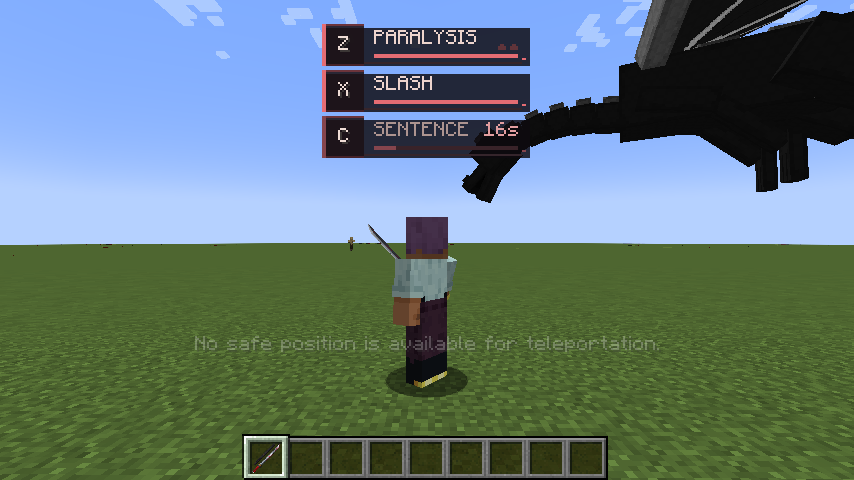 Z PARALYSIS
X SLASH
C SENTENCE 16s
No safe position is available for teleportation.